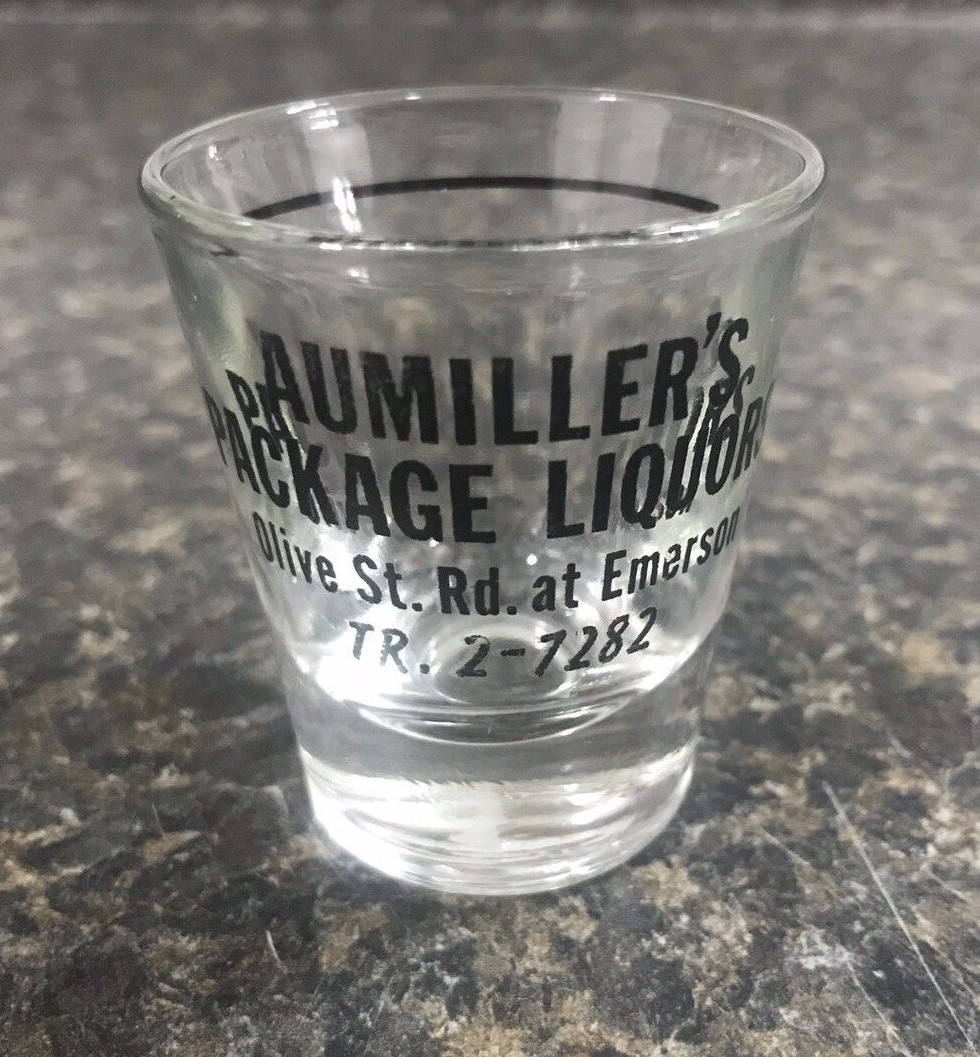 AUMILLER'S
PACKAGE LIQUORS
Olive St. Rd. at Emerson
TR. 2-7282